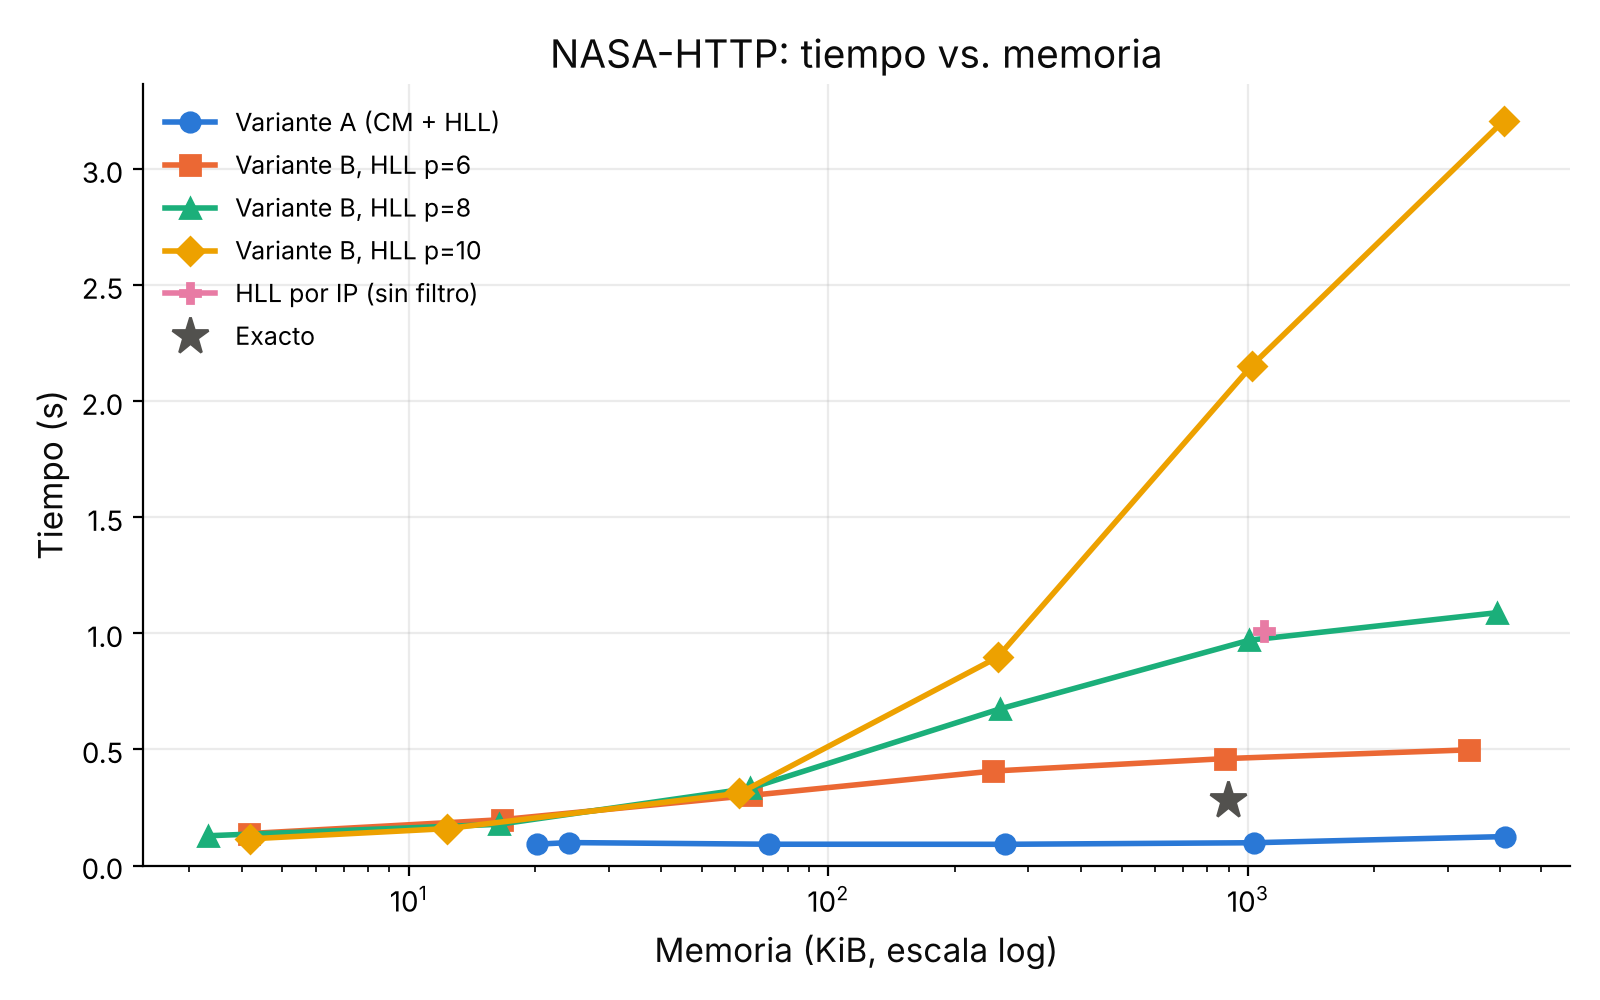 NASA-HTTP: tiempo vs. memoria
Variante A (CM + HLL)
Variante B, HLL p=6
Variante B, HLL p=8
Variante B, HLL p=10
HLL por IP (sin filtro)
Exacto
Tiempo (s)
3.0
2.5
2.0
1.5
1.0
0.5
0.0
10¹
10²
10³
Memoria (KiB, escala log)